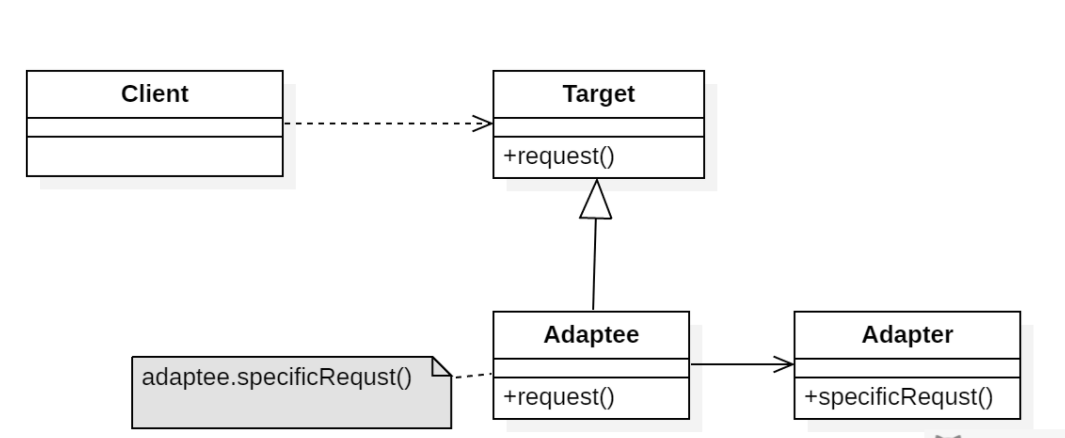 Client
Target
+request()
Adaptee
Adapter
adaptee.specificRequst()
+request()
+specificRequst()